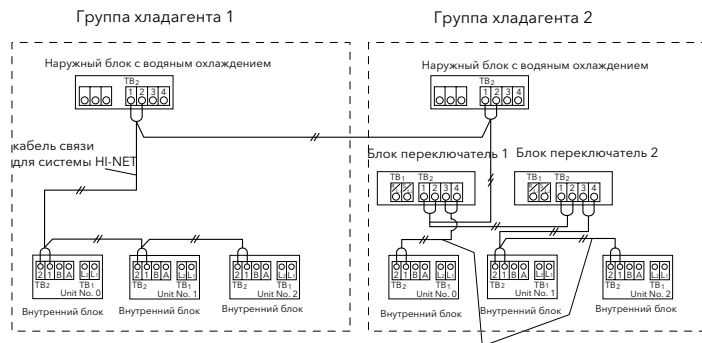 Группа хладагента 1
Группа хладагента 2
Наружный блок с водяным охлаждением
TB2
1 2 3 4
Наружный блок с водяным охлаждением
TB2
1 2 3 4
кабель связи
для системы HI-NET
Блок переключатель 1
TB1 TB2
1 2 3 4
Блок переключатель 2
TB1 TB2
1 2 3 4
2 1 B A L2 L1
TB2 TB1
Unit No. 0
Внутренний блок
2 1 B A L2 L1
TB2 TB1
Unit No. 1
Внутренний блок
2 1 B A L2 L1
TB2 TB1
Unit No. 2
Внутренний блок
2 1 B A L2 L1
TB2 TB1
Unit No. 0
Внутренний блок
2 1 B A L2 L1
TB2 TB1
Unit No. 1
Внутренний блок
2 1 B A L2 L1
TB2 TB1
Unit No. 2
Внутренний блок